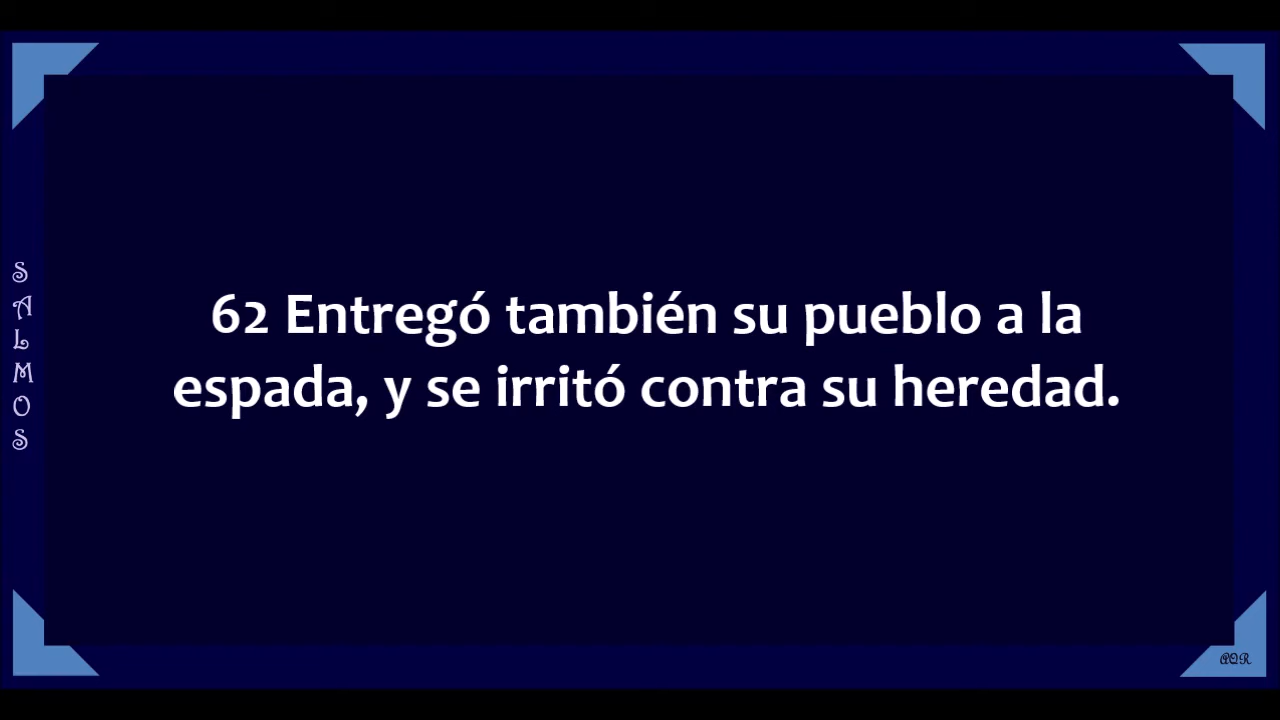 SALMOS
62 Entregó también su pueblo a la
espada, y se irritó contra su heredad.